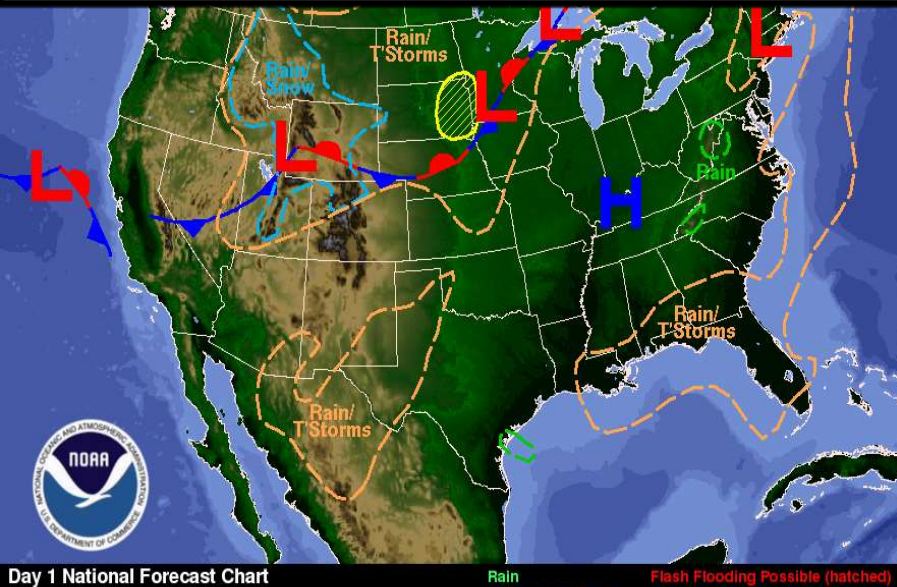 L
L
Rain/
T'Storms
Rain/
Snow
L
L
L
Rain
H
Rain/
T'Storms
Rain/
T'Storms
NATIONAL OCEANIC AND ATMOSPHERIC ADMINISTRATION
NOAA
U.S. DEPARTMENT OF COMMERCE
Day 1 National Forecast Chart
Rain
Flash Flooding Possible (hatched)